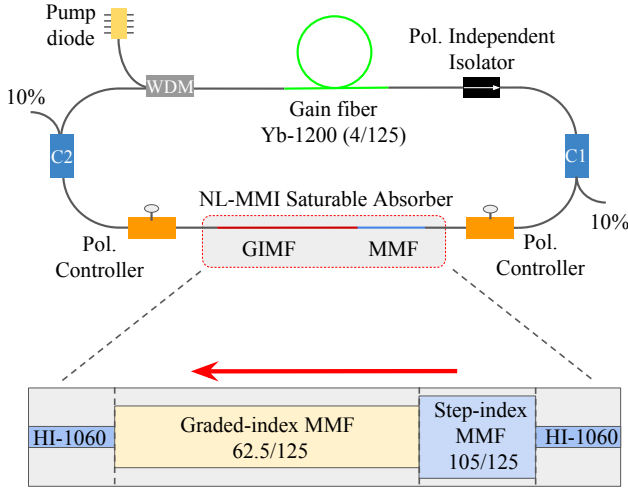 Pump
diode
WDM
Pol. Independent
Isolator
10%
Gain fiber
Yb-1200 (4/125)
C2
C1
NL-MMI Saturable Absorber
10%
Pol.
Controller
GIMF
MMF
Pol.
Controller
HI-1060
Graded-index MMF
62.5/125
Step-index
MMF
105/125
HI-1060